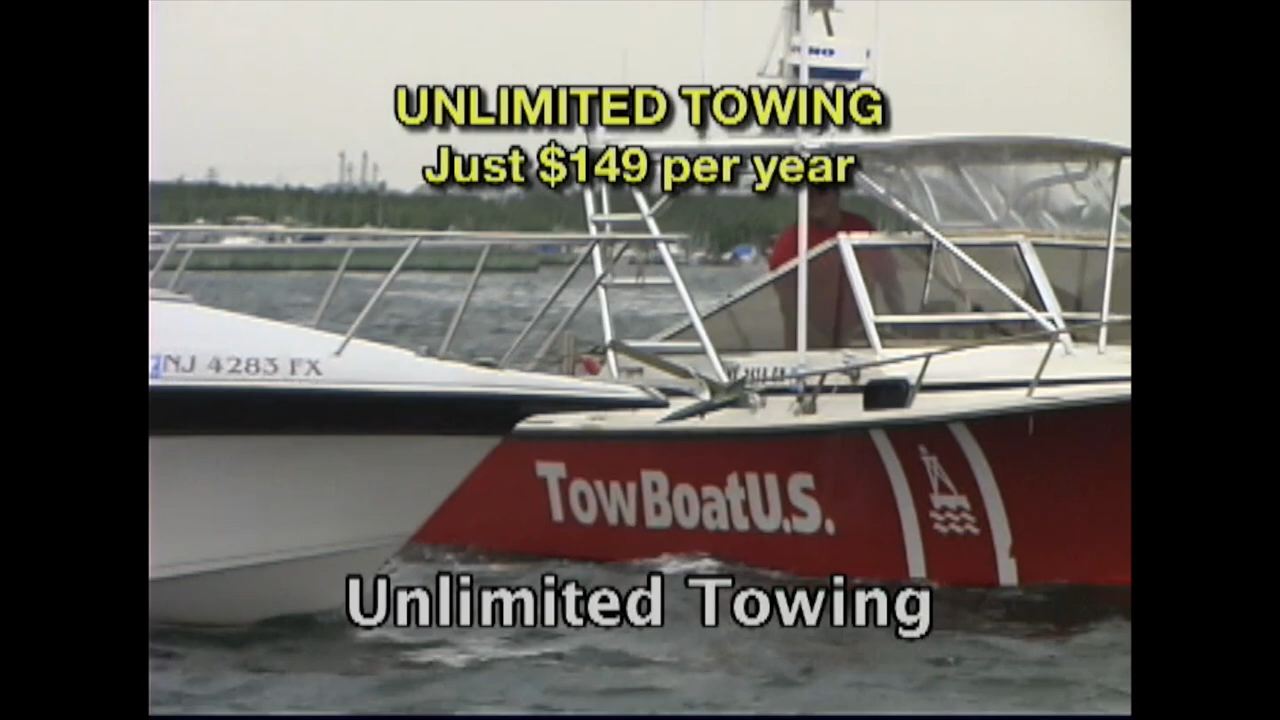 UNLIMITED TOWING
Just $149 per year
NJ 4283 FX
TowBoatU.S.
Unlimited Towing